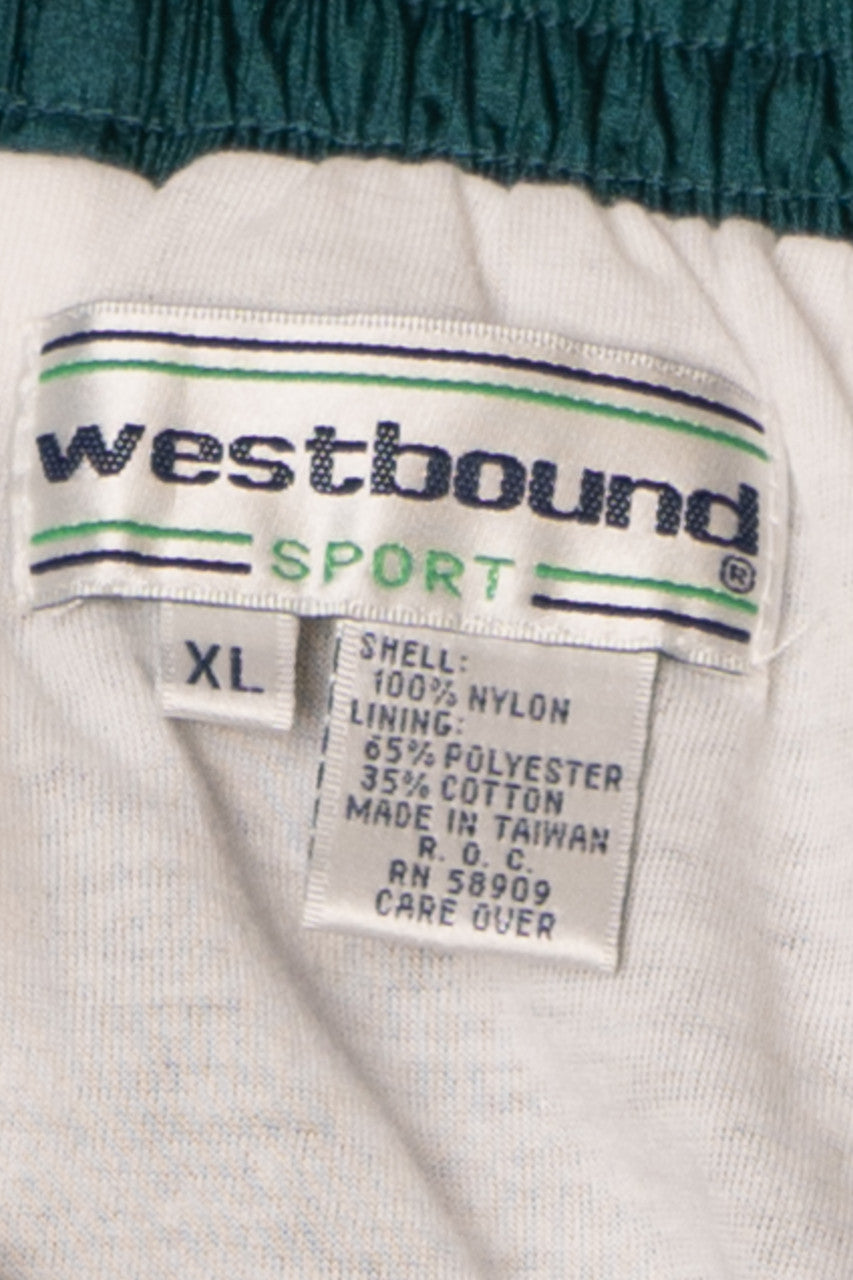 westbound
SPORT ®
XL
SHELL:
100% NYLON
LINING:
65% POLYESTER
35% COTTON
MADE IN TAIWAN
R. O. C.
RN 58909
CARE OVER